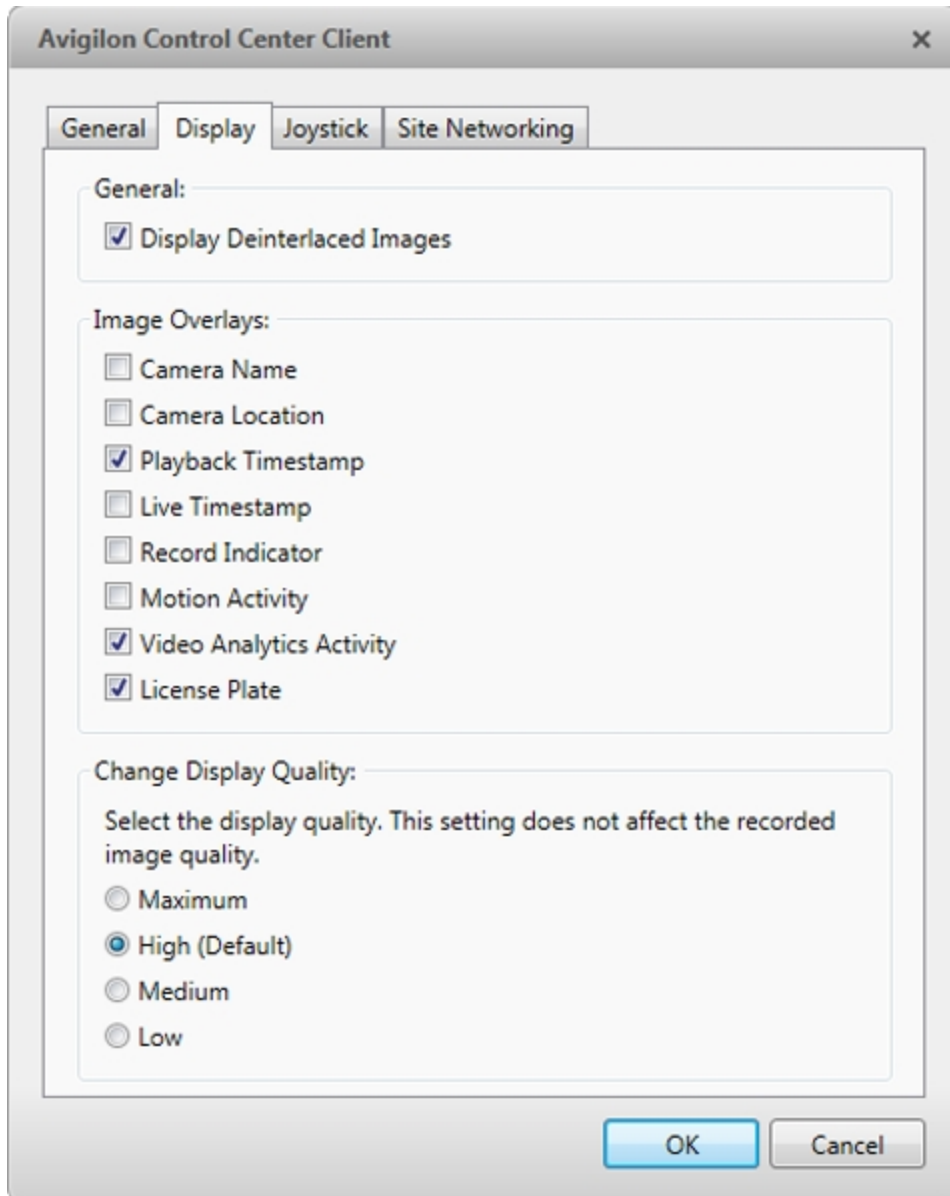 Avigilon Control Center Client
General Display Joystick Site Networking
General:
Display Deinterlaced Images
Image Overlays:
Camera Name
Camera Location
Playback Timestamp
Live Timestamp
Record Indicator
Motion Activity
Video Analytics Activity
License Plate
Change Display Quality:
Select the display quality. This setting does not affect the recorded
image quality.
Maximum
High (Default)
Medium
Low
OK Cancel